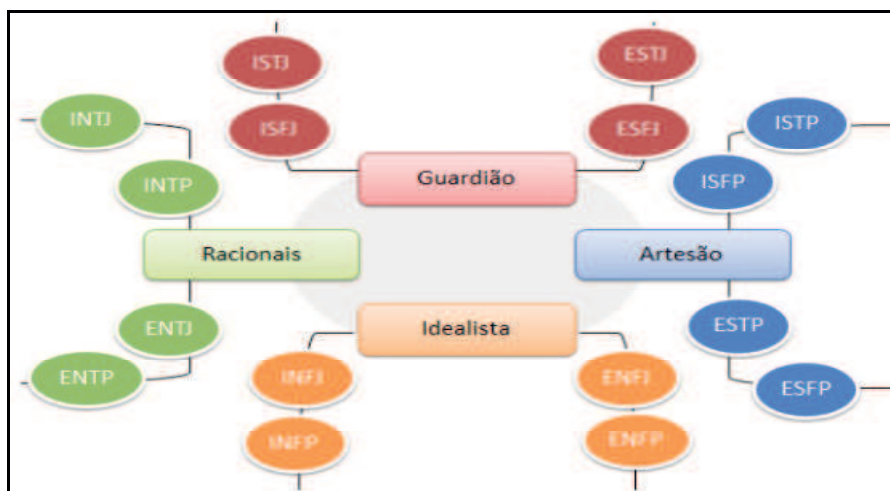 ISTJ
ESTJ
INTJ
ISFJ
ESFJ
ISTP
INTP
Guardião
ISFP
Racionais
Artesão
ENTJ
Idealista
ESTP
ENTP
INFJ
ENFJ
ESFP
INFP
ENFP